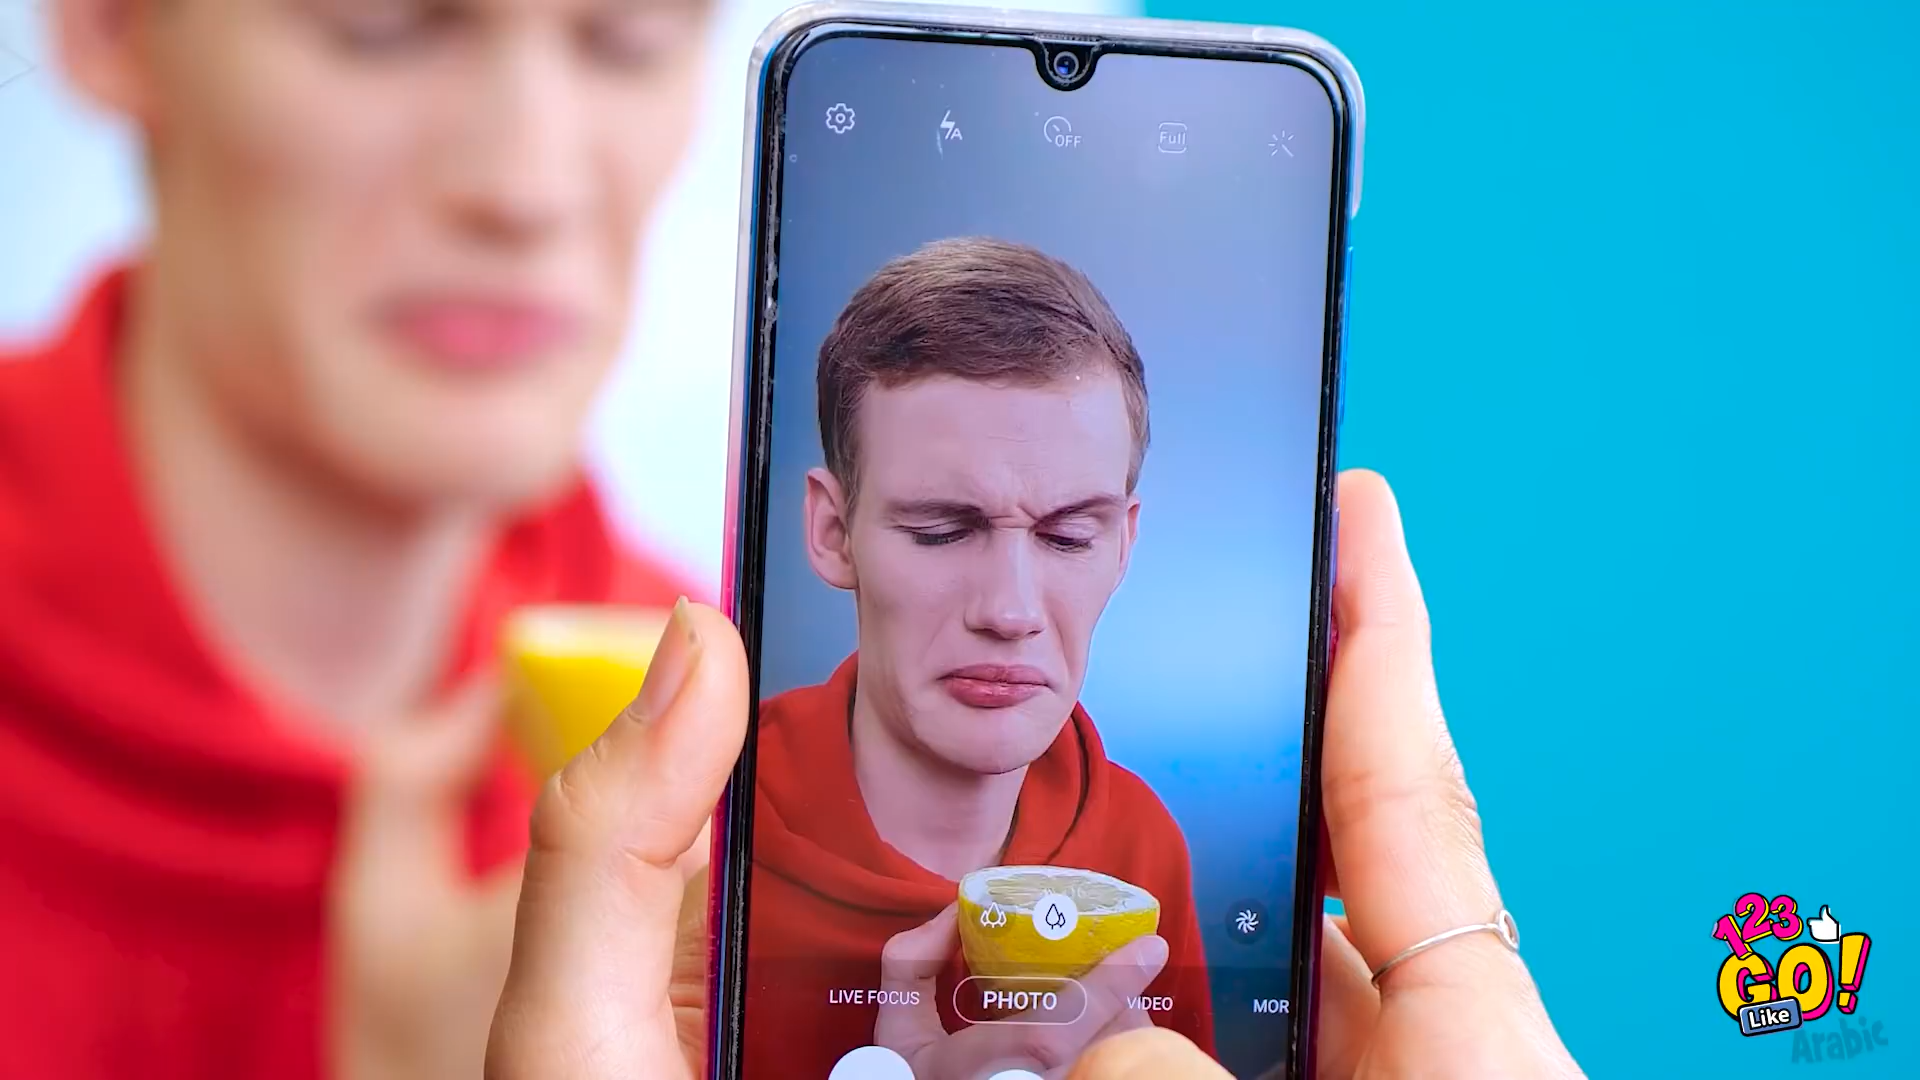 A
OFF
Full
LIVE FOCUS
PHOTO
VIDEO
MOR
123
GO!
Like
Arabic